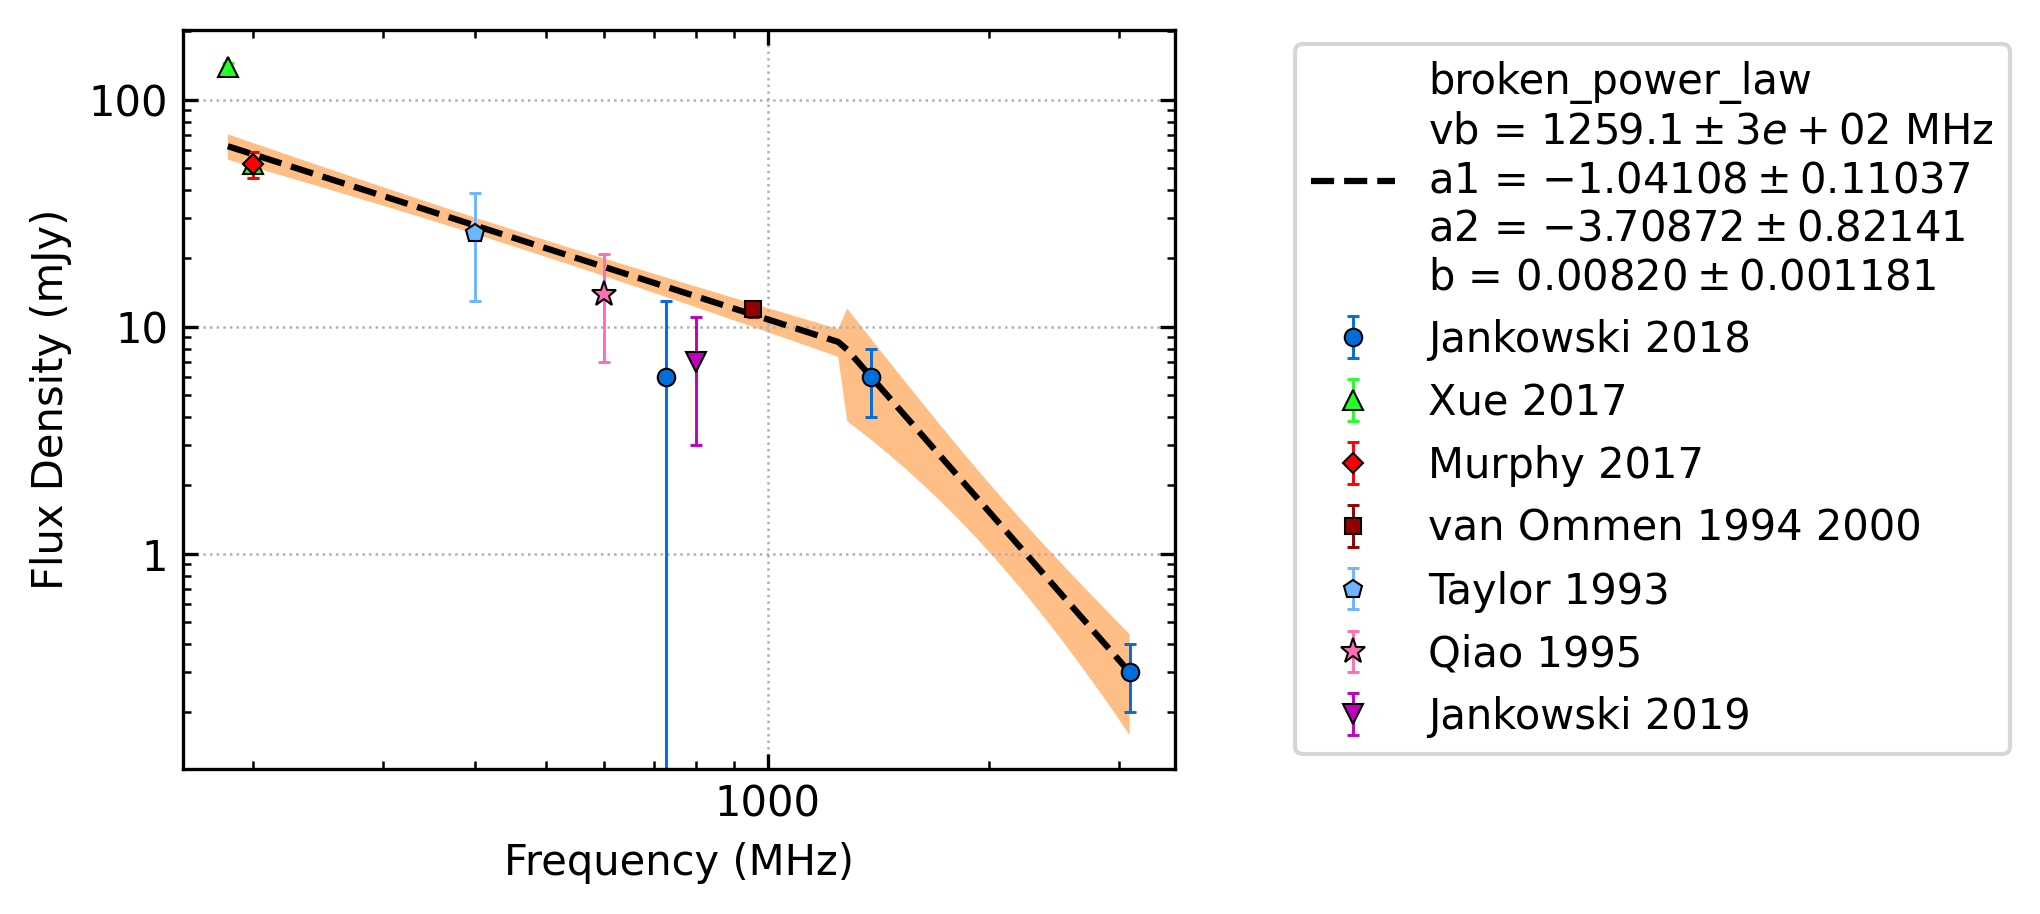 100
10
1
Flux Density (mJy)
1000
Frequency (MHz)
broken_power_law
vb = 1259.1 ± 3e + 02 MHz
a1 = −1.04108 ± 0.11037
a2 = −3.70872 ± 0.82141
b = 0.00820 ± 0.001181
Jankowski 2018
Xue 2017
Murphy 2017
van Ommen 1994 2000
Taylor 1993
Qiao 1995
Jankowski 2019